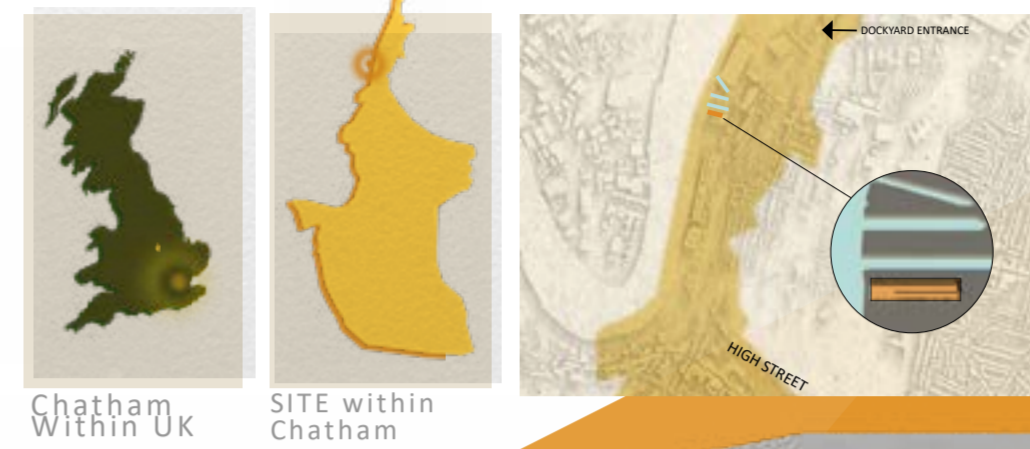 DOCKYARD ENTRANCE
HIGH STREET
Chatham
Within UK
SITE within
Chatham